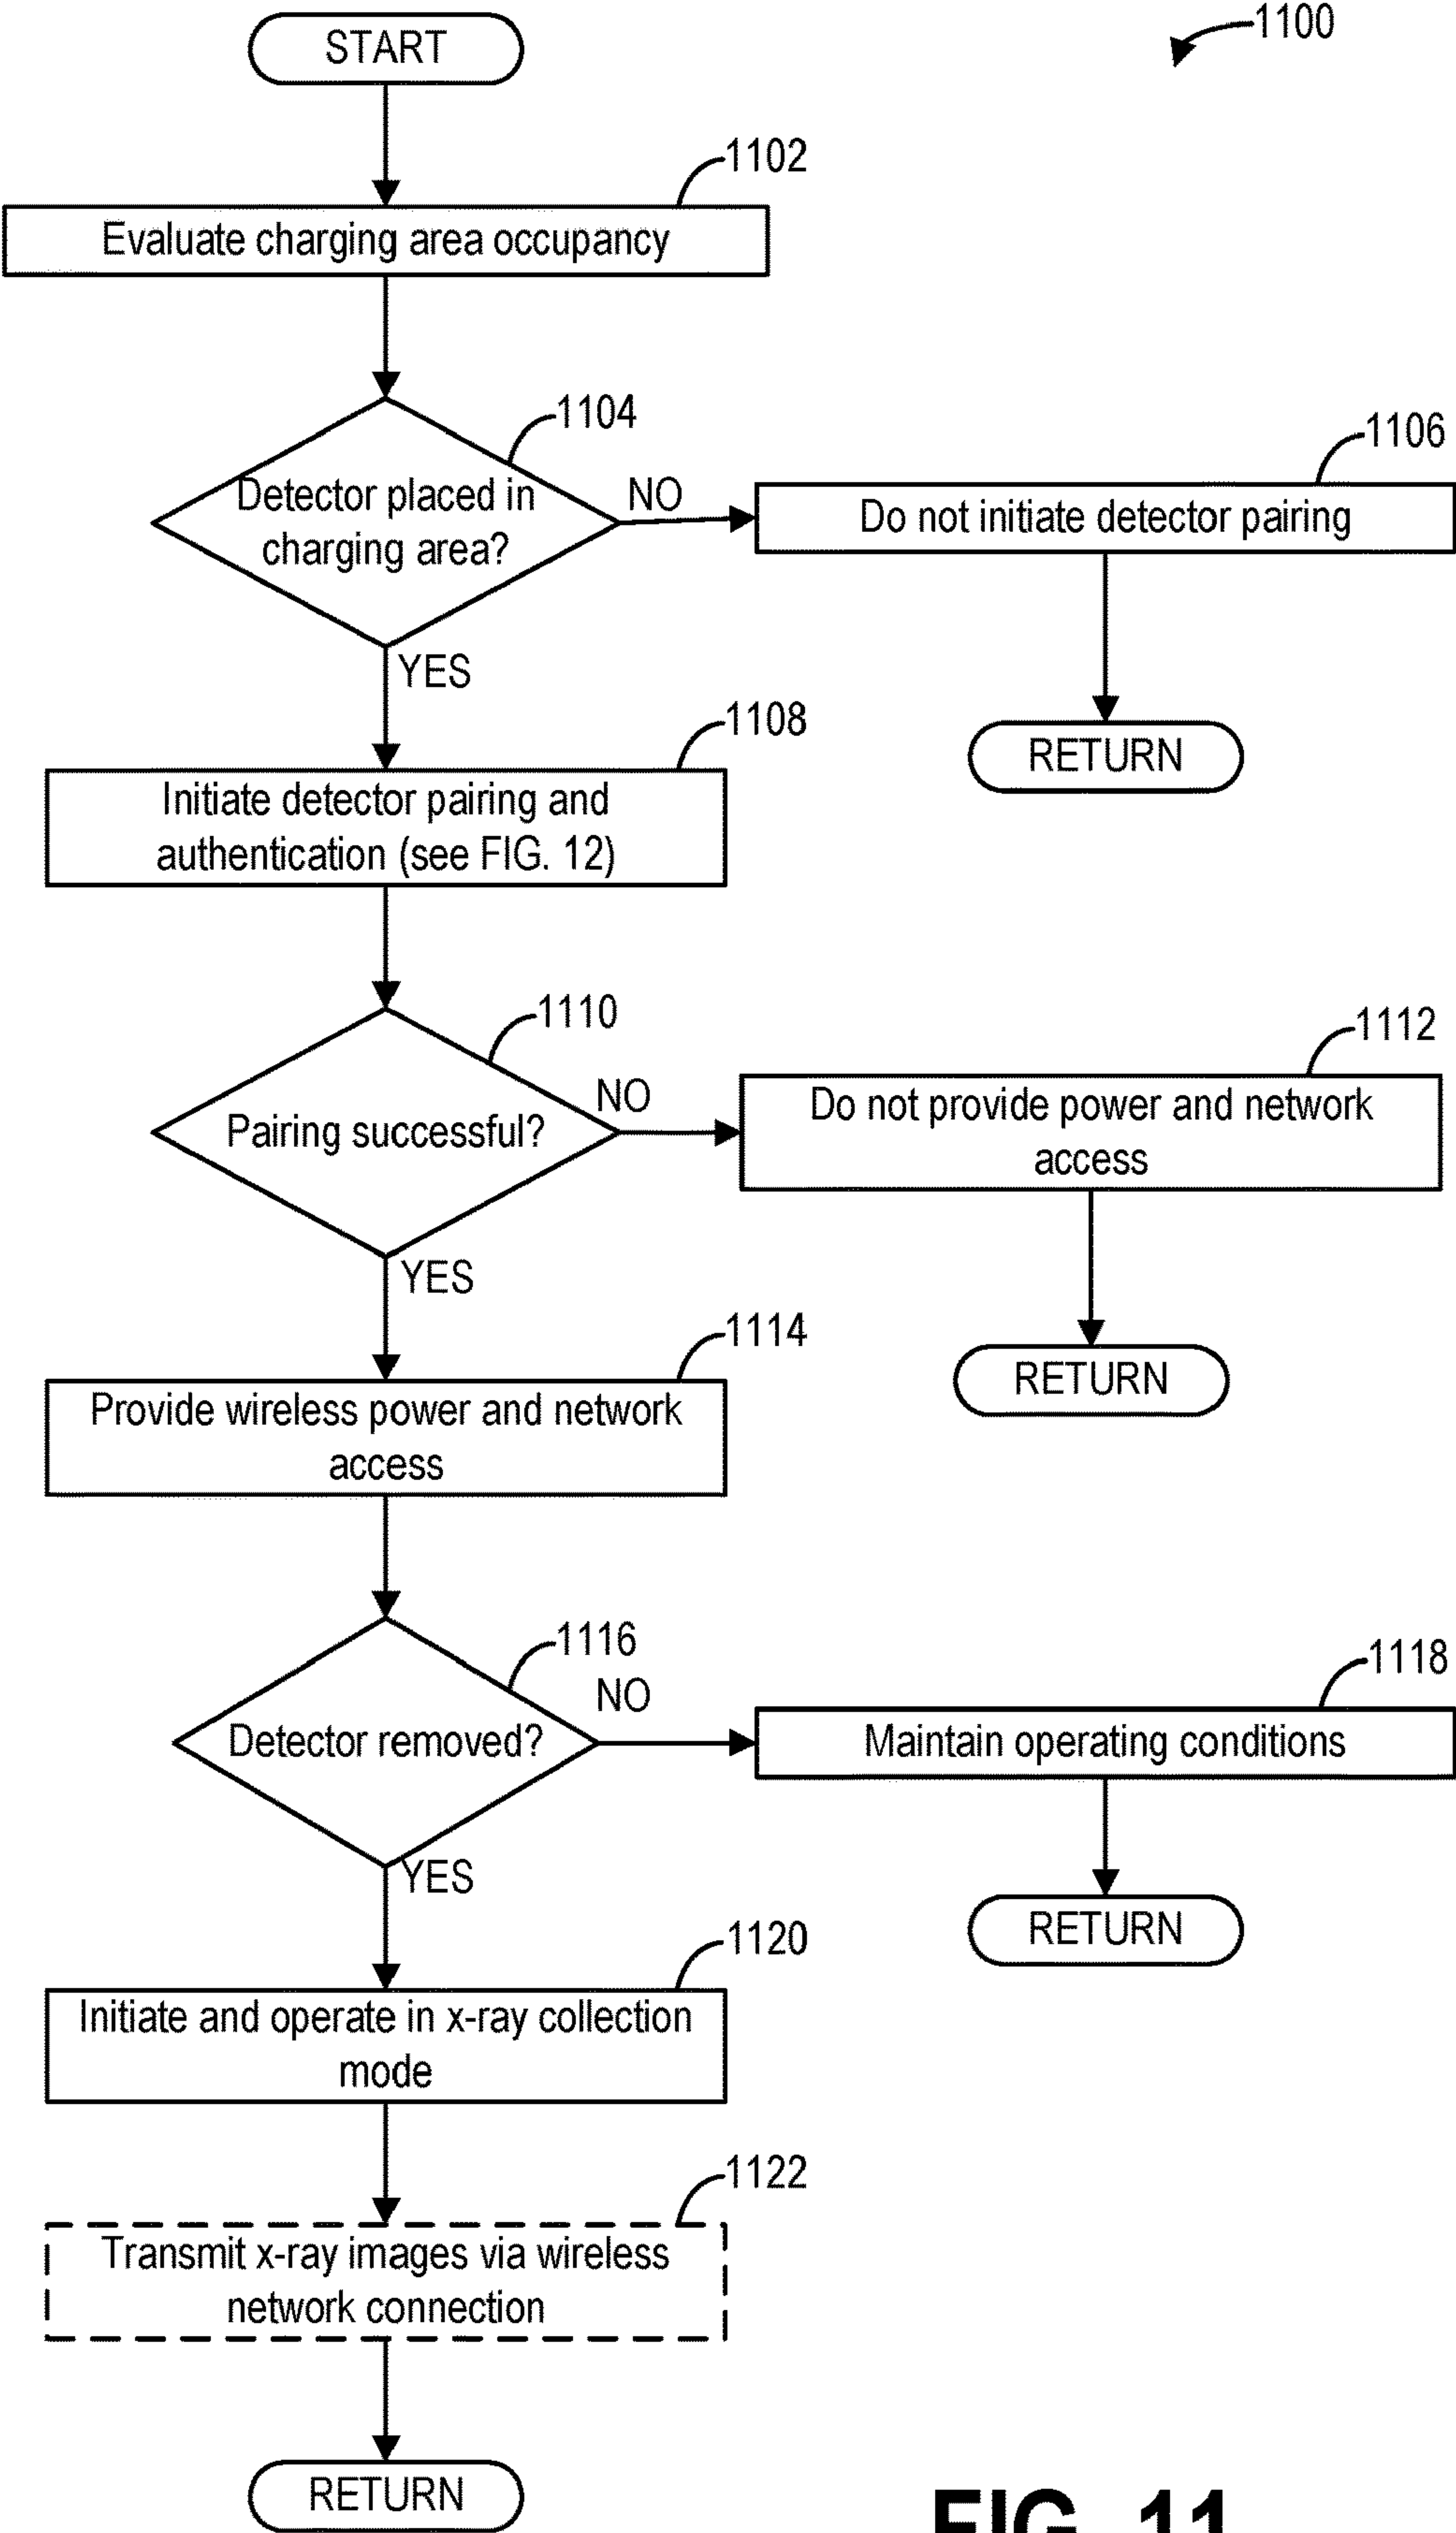 START
1100
1102
Evaluate charging area occupancy
1104
Detector placed in
charging area?
NO
1106
Do not initiate detector pairing
YES
RETURN
1108
Initiate detector pairing and
authentication (see FIG. 12)
1110
Pairing successful?
NO
1112
Do not provide power and network
access
YES
RETURN
1114
Provide wireless power and network
access
1116
Detector removed?
NO
1118
Maintain operating conditions
YES
RETURN
1120
Initiate and operate in x-ray collection
mode
1122
Transmit x-ray images via wireless
network connection
RETURN
FIG. 11